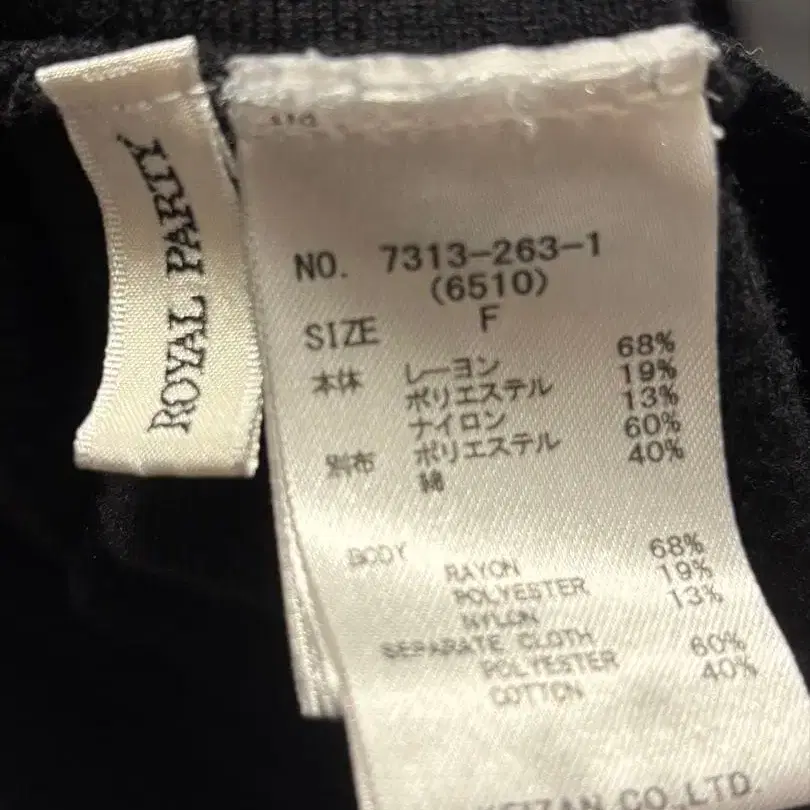 ROYAL PARTY
NO. 7313-263-1
(6510)
SIZE F
本体 レーヨン 68%
ポリエステル 19%
ナイロン 13%
別布 ポリエステル 60%
綿 40%
BODY
RAYON 68%
POLYESTER 19%
NYLON 13%
SEPARATE CLOTH
POLYESTER 60%
COTTON 40%
CO.LTD.